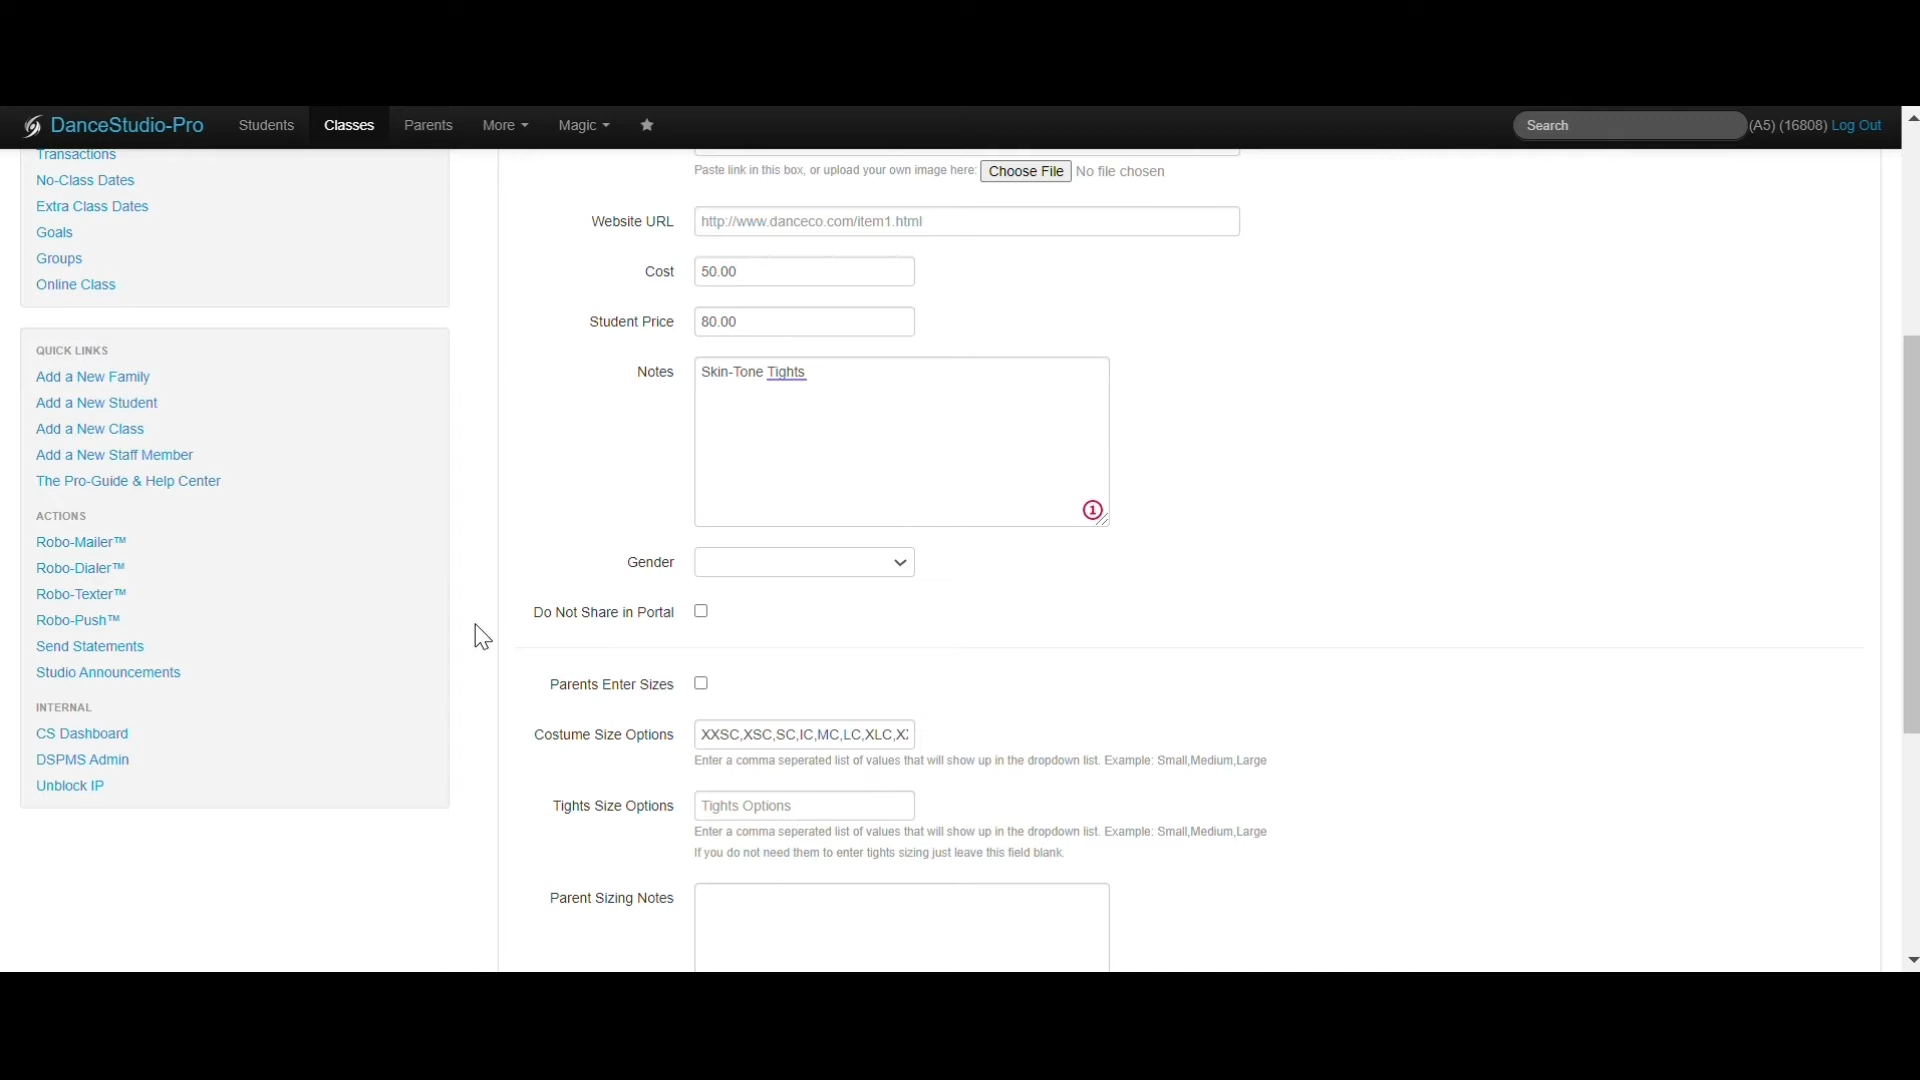 DanceStudio-Pro Students Classes Parents More Magic Search (A5) (16808) Log Out
Transactions
No-Class Dates
Extra Class Dates
Goals
Groups
Online Class
QUICK LINKS
Add a New Family
Add a New Student
Add a New Class
Add a New Staff Member
The Pro-Guide & Help Center
ACTIONS
Robo-Mailer™
Robo-Dialer™
Robo-Texter™
Robo-Push™
Send Statements
Studio Announcements
INTERNAL
CS Dashboard
DSPMS Admin
Unblock IP
Paste link in this box, or upload your own image here: Choose File No file chosen
Website URL http://www.danceco.com/item1.html
Cost 50.00
Student Price 80.00
Notes Skin-Tone Tights
1
Gender
Do Not Share in Portal
Parents Enter Sizes
Costume Size Options XXSC,XSC,SC,IC,MC,LC,XLC,X
Enter a comma seperated list of values that will show up in the dropdown list. Example: Small,Medium,Large
Tights Size Options Tights Options
Enter a comma seperated list of values that will show up in the dropdown list. Example: Small,Medium,Large
If you do not need them to enter tights sizing just leave this field blank.
Parent Sizing Notes